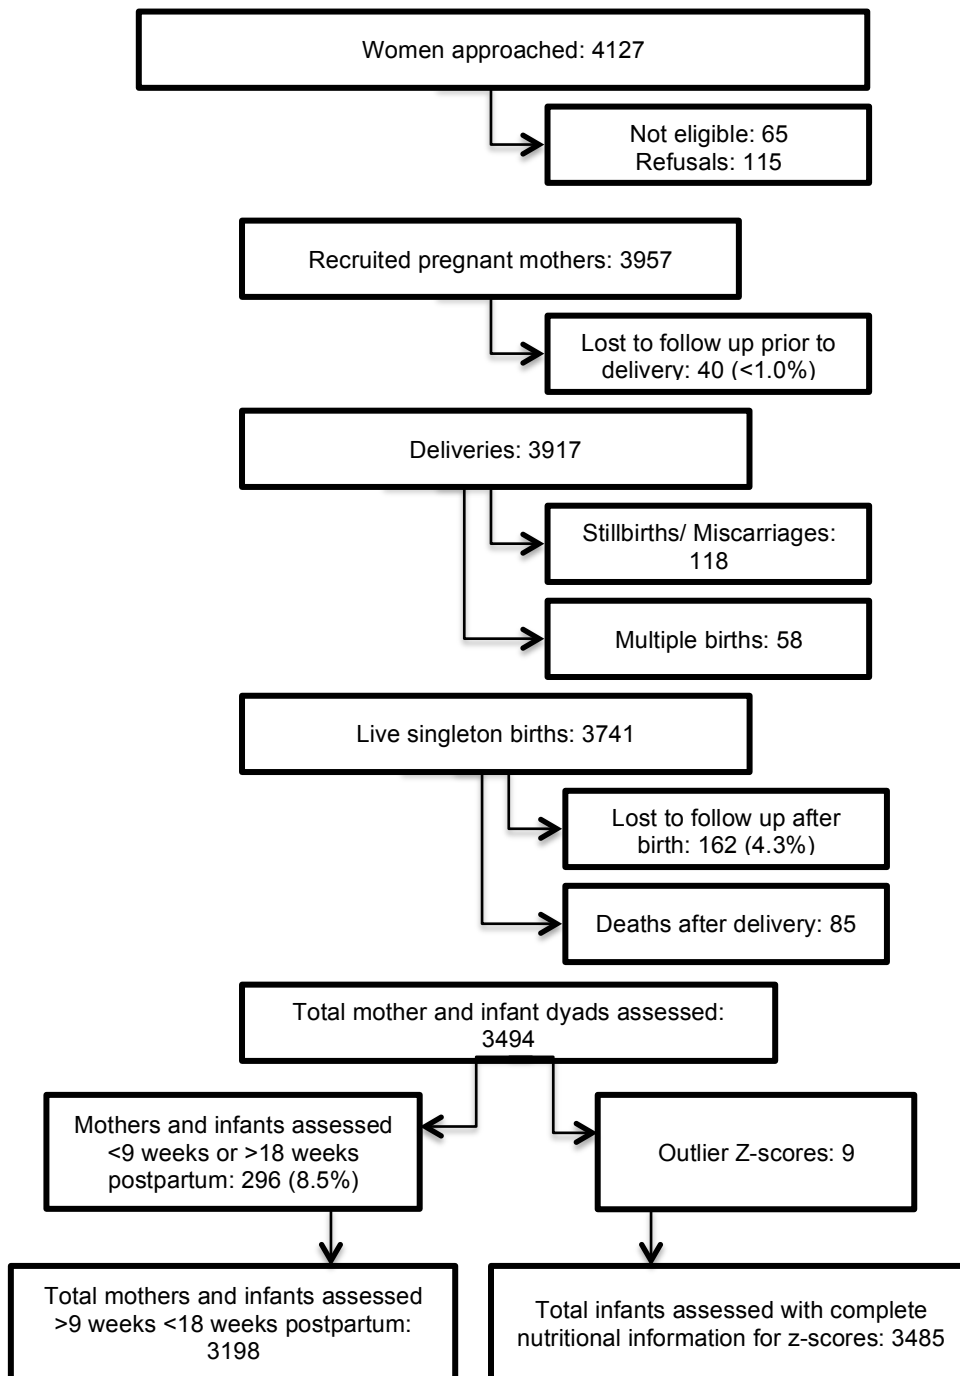 Women approached: 4127
Not eligible: 65
Refusals: 115
Recruited pregnant mothers: 3957
Lost to follow up prior to
delivery: 40 (<1.0%)
Deliveries: 3917
Stillbirths/ Miscarriages:
118
Multiple births: 58
Live singleton births: 3741
Lost to follow up after
birth: 162 (4.3%)
Deaths after delivery: 85
Total mother and infant dyads assessed:
3494
Mothers and infants assessed
<9 weeks or >18 weeks
postpartum: 296 (8.5%)
Outlier Z-scores: 9
Total mothers and infants assessed
>9 weeks <18 weeks postpartum:
3198
Total infants assessed with complete
nutritional information for z-scores: 3485